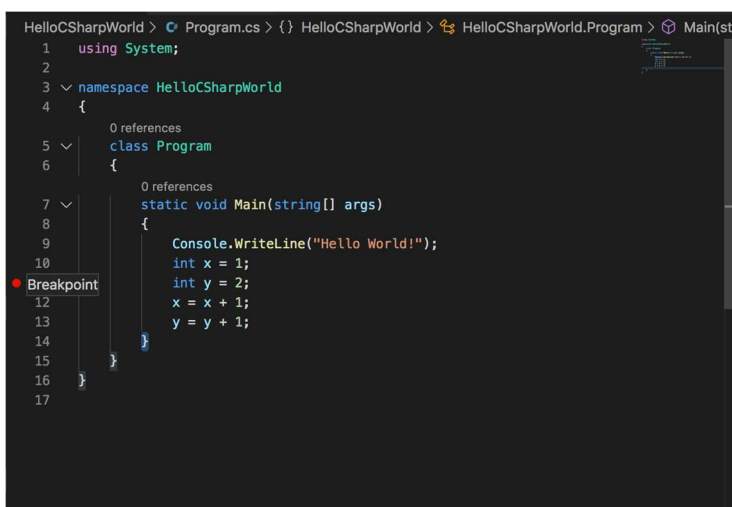 HelloCSharpWorld > Program.cs > {} HelloCSharpWorld > HelloCSharpWorld.Program > Main(st
1 using System;
2
3 namespace HelloCSharpWorld
4 {
0 references
5 class Program
6 {
0 references
7 static void Main(string[] args)
8 {
9 Console.WriteLine("Hello World!");
10 int x = 1;
Breakpoint int y = 2;
12 x = x + 1;
13 y = y + 1;
14 }
15 }
16 }
17